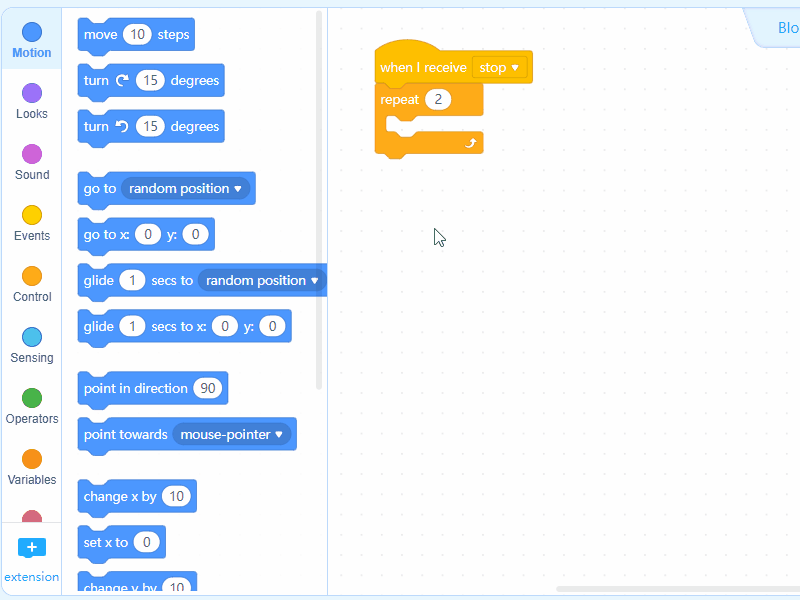 Motion
Looks
Sound
Events
Control
Sensing
Operators
Variables
extension
move 10 steps
turn 15 degrees
turn 15 degrees
go to random position
go to x: 0 y: 0
glide 1 secs to random position
glide 1 secs to x: 0 y: 0
point in direction 90
point towards mouse-pointer
change x by 10
set x to 0
change y by 10
when I receive stop
repeat 2
Blo